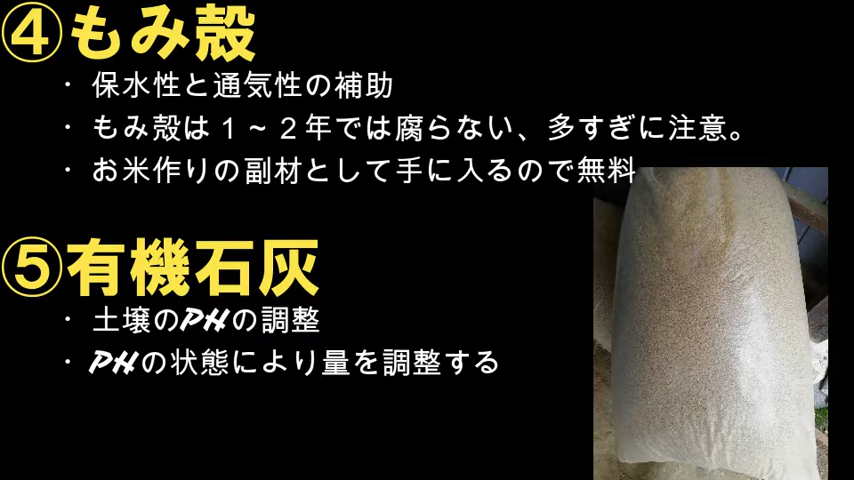 ④もみ殻
・保水性と通気性の補助
・もみ殻は１～２年では腐らない、多すぎに注意。
・お米作りの副材として手に入るので無料
⑤有機石灰
・土壌のPHの調整
・PHの状態により量を調整する